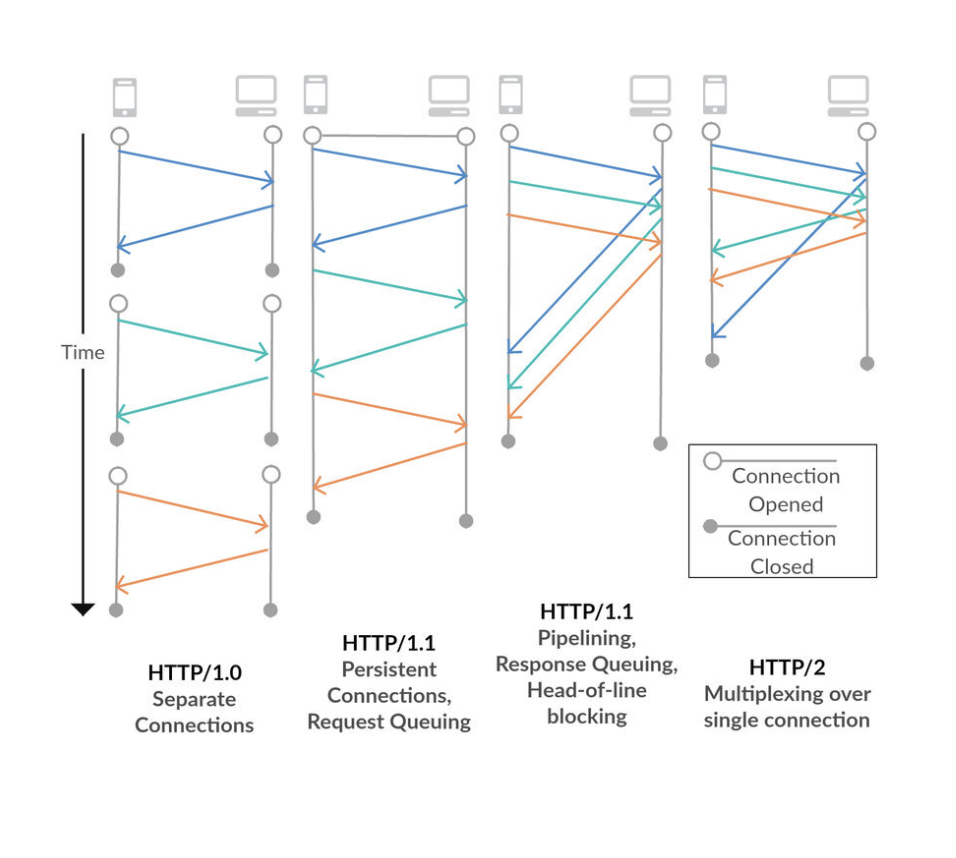 Time
Connection
Opened
Connection
Closed
HTTP/1.0
Separate
Connections
HTTP/1.1
Persistent
Connections,
Request Queuing
HTTP/1.1
Pipelining,
Response Queuing,
Head-of-line
blocking
HTTP/2
Multiplexing over
single connection